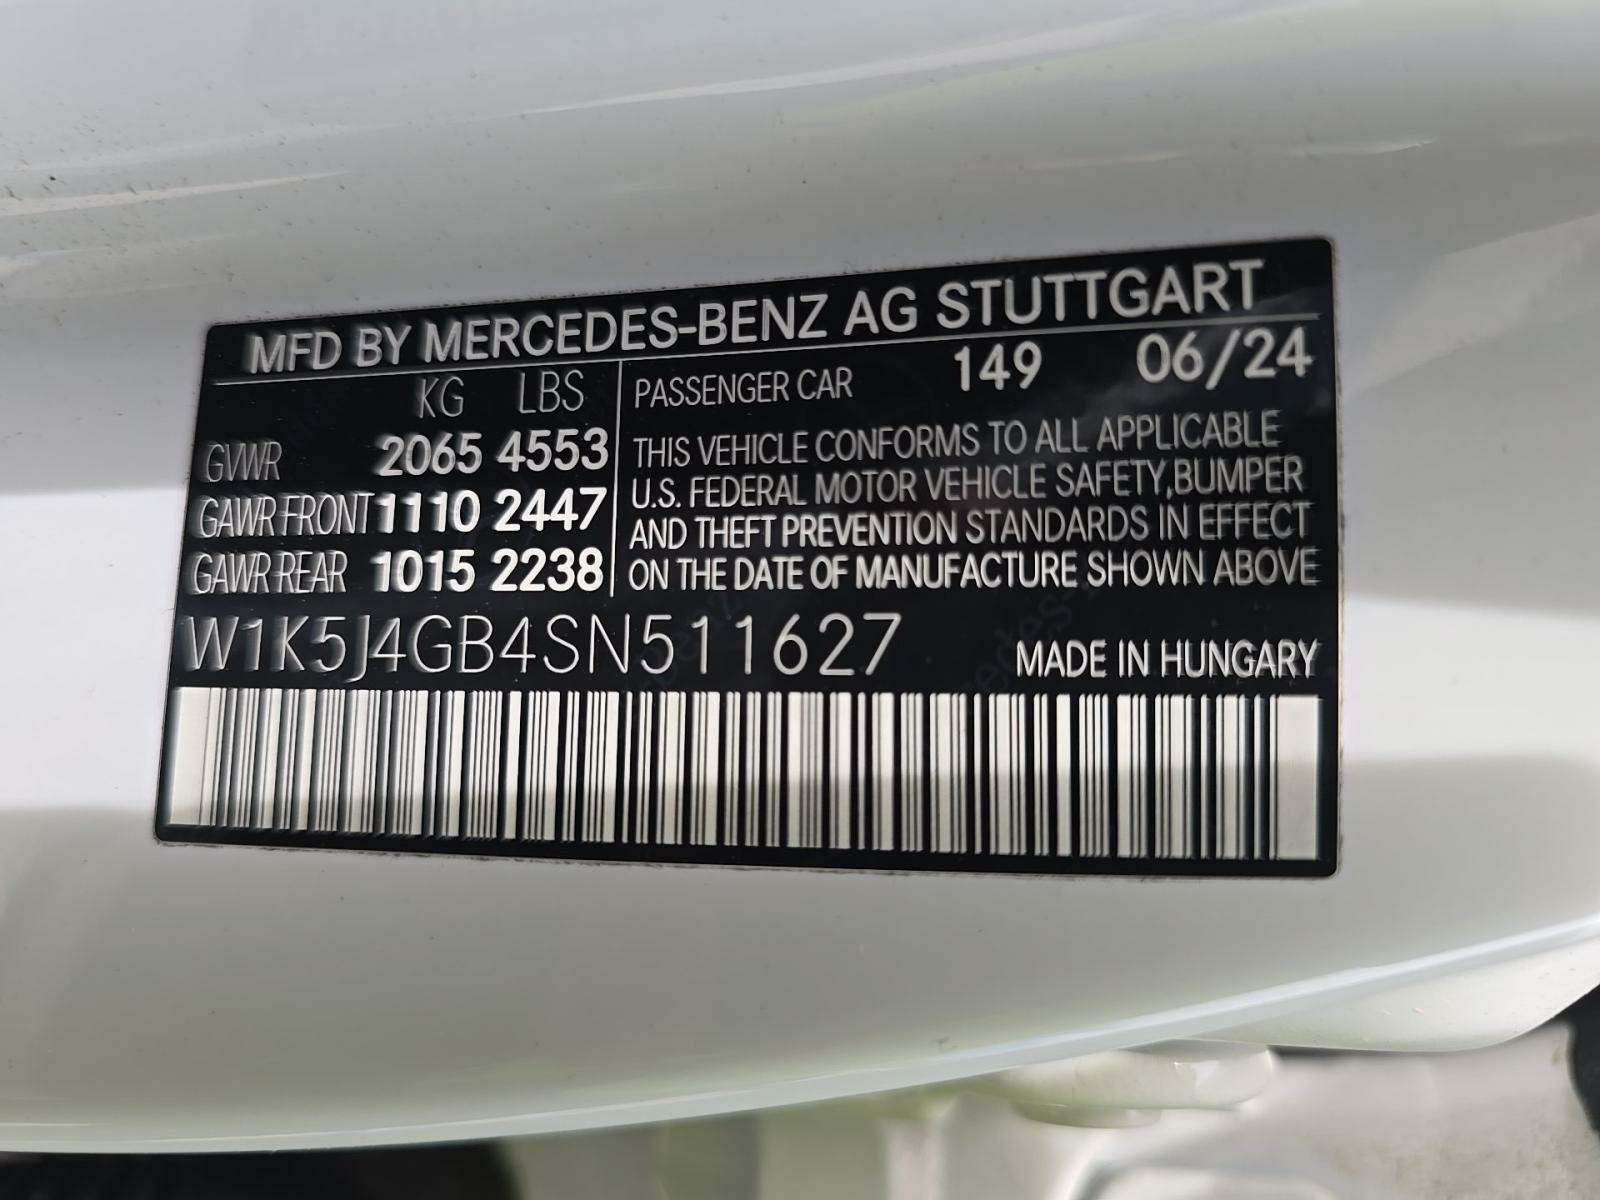 MFD BY MERCEDES-BENZ AG STUTTGART
KG LBS
GVWR 2065 4553
GAWR FRONT 1110 2447
GAWR REAR 1015 2238
PASSENGER CAR 149 06/24
THIS VEHICLE CONFORMS TO ALL APPLICABLE
U.S. FEDERAL MOTOR VEHICLE SAFETY,BUMPER
AND THEFT PREVENTION STANDARDS IN EFFECT
ON THE DATE OF MANUFACTURE SHOWN ABOVE
W1K5J4GB4SN511627 MADE IN HUNGARY